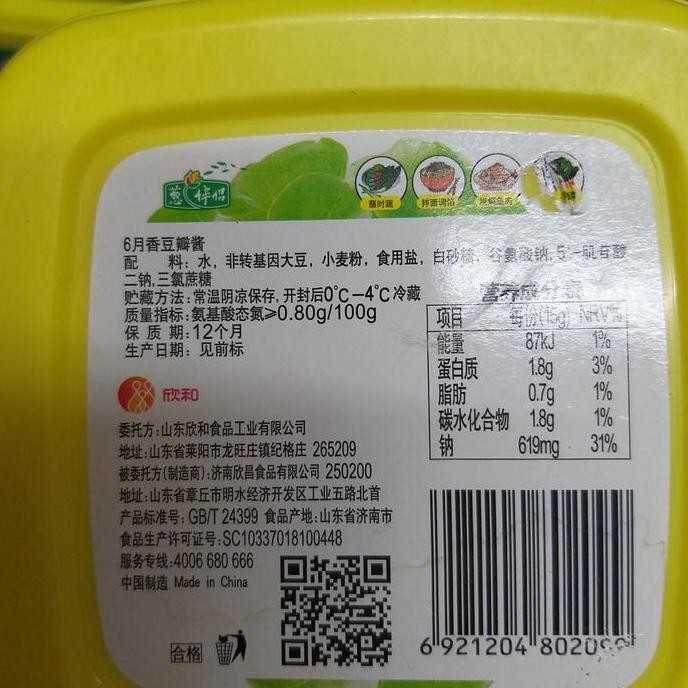 葱伴侣
蘸时蔬
拌面调馅
6月香豆瓣酱
配 料: 水, 非转基因大豆, 小麦粉, 食用盐, 白砂糖, 谷氨酸钠, 5'-肌苷酸
二钠, 三氯蔗糖
贮藏方法: 常温阴凉保存, 开封后0℃-4℃冷藏
质量指标: 氨基酸态氮≥0.80g/100g
保 质 期: 12个月
生产日期: 见前标
营养成分表
项目 每份(15g) NRV%
能量 87kJ 1%
蛋白质 1.8g 3%
脂肪 0.7g 1%
碳水化合物 1.8g 1%
钠 619mg 31%
欣和
委托方: 山东欣和食品工业有限公司
地址: 山东省莱阳市龙旺庄镇纪格庄 265209
被委托方(制造商): 济南欣昌食品有限公司 250200
地址: 山东省章丘市明水经济开发区工业五路北首
产品标准号: GB/T 24399 食品产地: 山东省济南市
食品生产许可证号: SC10337018100448
服务专线: 4006 680 666
中国制造 Made in China
合格
6 921204